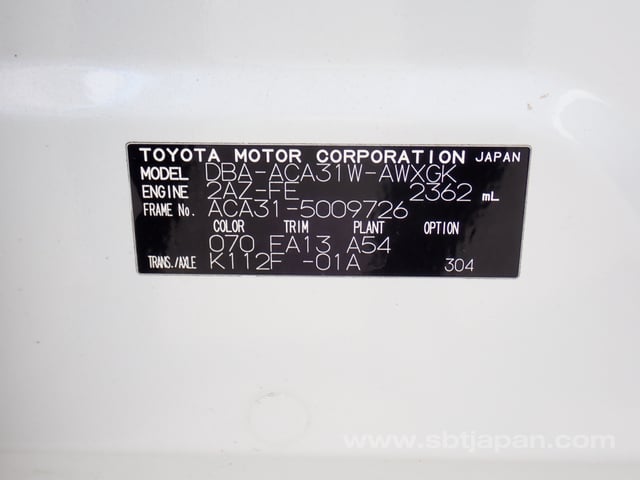 TOYOTA MOTOR CORPORATION JAPAN
MODEL DBA-ACA31W-AWXGK
ENGINE 2AZ-FE 2362 mL
FRAME No. ACA31-5009726
COLOR TRIM PLANT OPTION
070 FA13 A54
TRANS./AXLE K112F -01A 304
www.sbtjapan.com